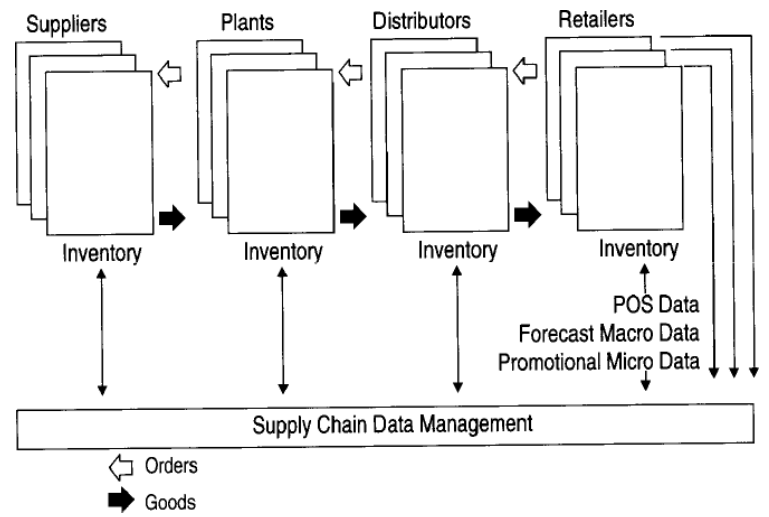 Suppliers
Plants
Distributors
Retailers
Inventory
Inventory
Inventory
Inventory
POS Data
Forecast Macro Data
Promotional Micro Data
Supply Chain Data Management
Orders
Goods